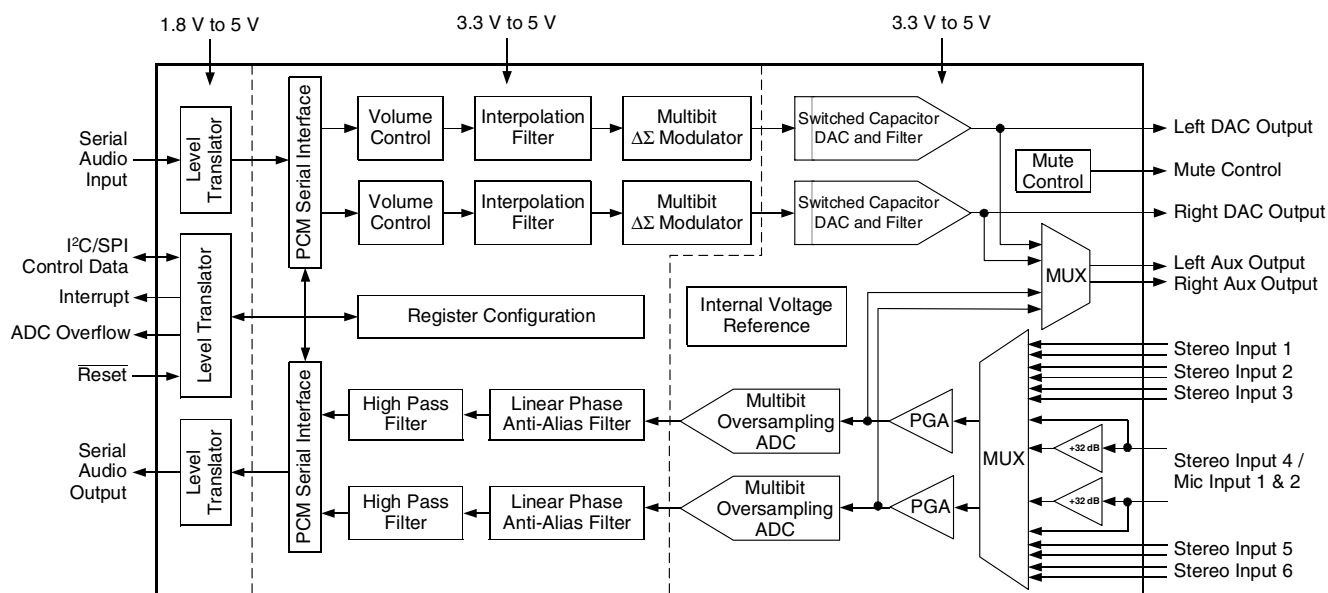 1.8 V to 5 V
3.3 V to 5 V
3.3 V to 5 V
Serial
Audio
Input
Level
Translator
PCM Serial Interface
Volume
Control
Interpolation
Filter
Multibit
ΔΣ Modulator
Switched Capacitor
DAC and Filter
Left DAC Output
Mute
Control
Mute Control
Volume
Control
Interpolation
Filter
Multibit
ΔΣ Modulator
Switched Capacitor
DAC and Filter
Right DAC Output
I²C/SPI
Control Data
Interrupt
ADC Overflow
Reset
Level Translator
Register Configuration
Internal Voltage
Reference
MUX
Left Aux Output
Right Aux Output
Stereo Input 1
Stereo Input 2
Stereo Input 3
Serial
Audio
Output
Level
Translator
PCM Serial Interface
High Pass
Filter
Linear Phase
Anti-Alias Filter
Multibit
Oversampling
ADC
PGA
MUX
+32 dB
Stereo Input 4 /
Mic Input 1 & 2
High Pass
Filter
Linear Phase
Anti-Alias Filter
Multibit
Oversampling
ADC
PGA
+32 dB
Stereo Input 5
Stereo Input 6